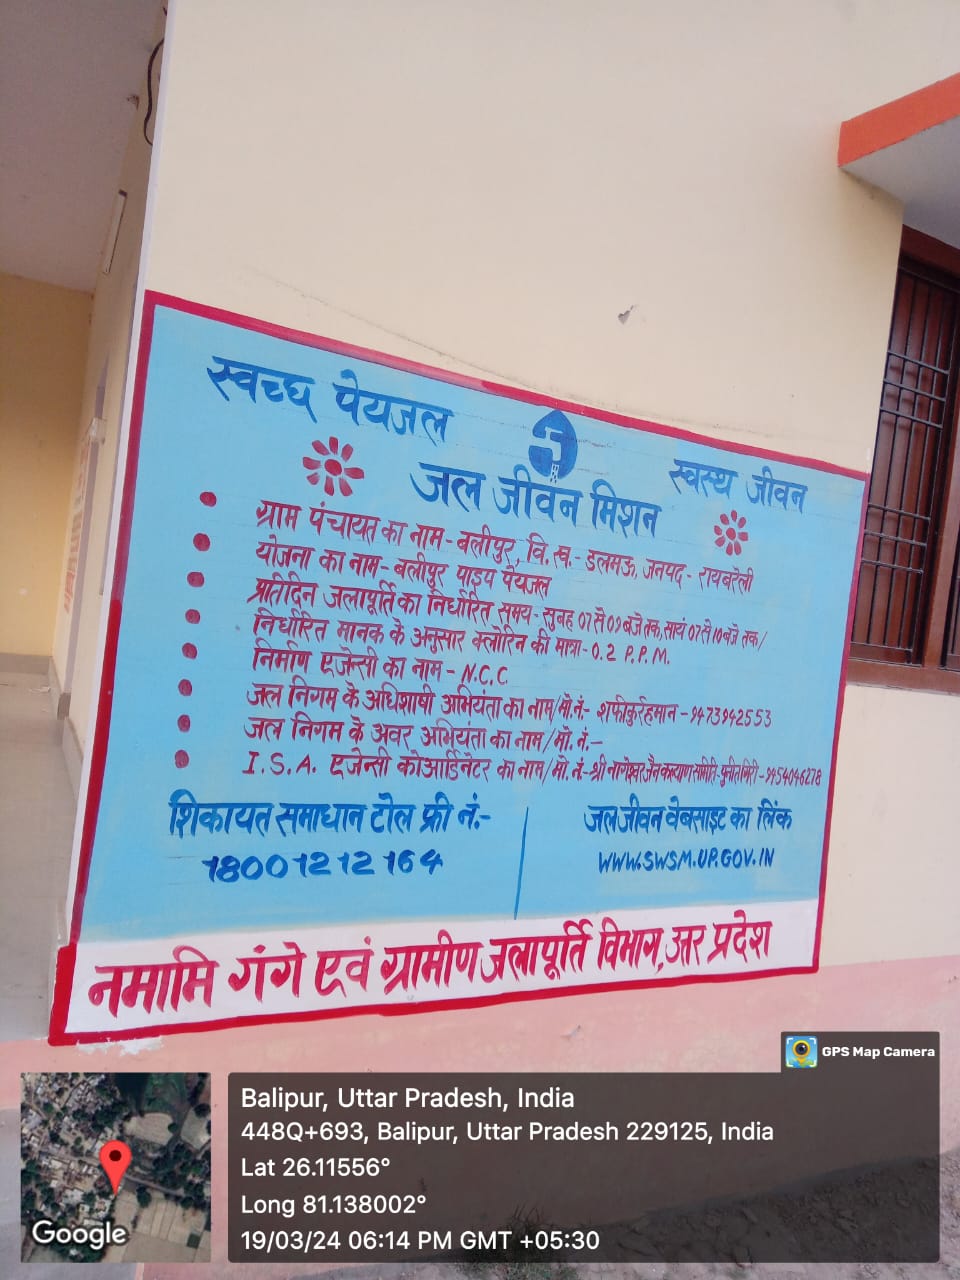 स्वच्छ पेयजल
स्वस्थ जीवन
जल जीवन मिशन
ग्राम पंचायत का नाम - बलीपुर, वि. ख.- डलमऊ, जनपद - रायबरेली
योजना का नाम - बलीपुर पाइप पेयजल
प्रतिदिन जलापूर्ति का निर्धारित समय - सुबह 07 से 09 बजे तक, सायं 07 से 10 बजे तक/
निर्धारित मानक के अनुसार क्लोरिन की मात्रा - 0.2 P.P.M.
निर्माण एजेन्सी का नाम - N.C.C
जल निगम के अधिशाषी अभियंता का नाम/मो.नं.- शफीकुर्रहमान - 9473942553
जल निगम के अवर अभियंता का नाम/मो.नं.-
I.S.A. एजेन्सी कोआर्डिनेटर का नाम/मो.नं.- श्री नागेश्वर जैन कल्याण समिति - पुनीत गिरी - 9454046278
शिकायत समाधान टोल फ्री नं.-
1800 12 12 164
जल जीवन वेबसाइट का लिंक
WWW.SWSM.UP.GOV.IN
नमामि गंगे एवं ग्रामीण जलापूर्ति विभाग, उत्तर प्रदेश
GPS Map Camera
Google
Balipur, Uttar Pradesh, India
448Q+693, Balipur, Uttar Pradesh 229125, India
Lat 26.11556°
Long 81.138002°
19/03/24 06:14 PM GMT +05:30